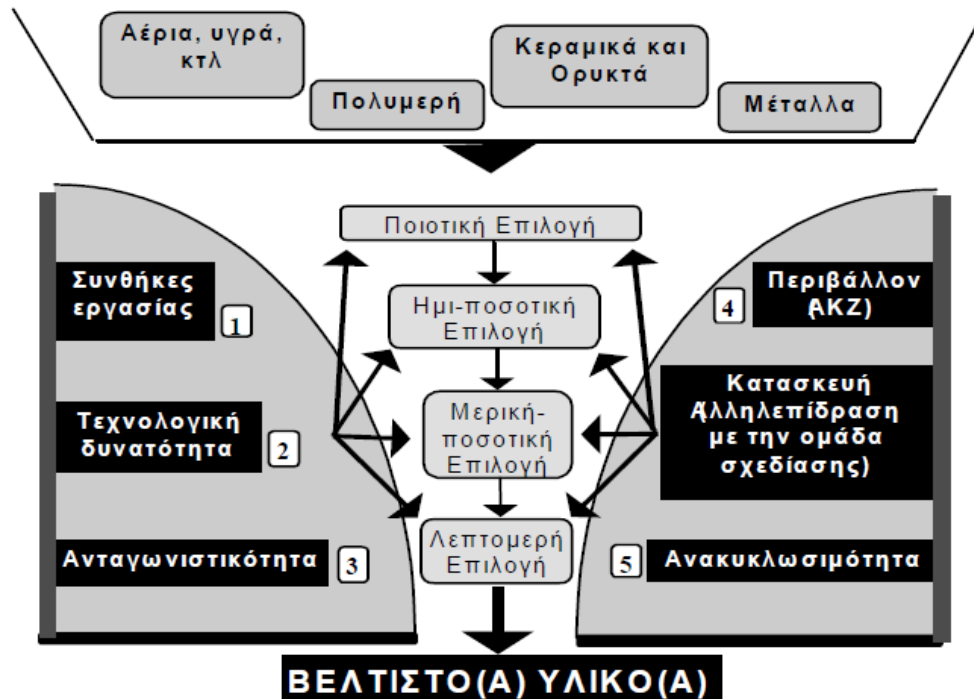 Αέρια, υγρά,
κτλ
Κεραμικά και
Ορυκτά
Πολυμερή
Μέταλλα
Ποιοτική Επιλογή
Συνθήκες
εργασίας
1
Ημι-ποσοτική
Επιλογή
4
Περιβάλλον
(ΑΚΖ)
Τεχνολογική
δυνατότητα
2
Μερική-
ποσοτική
Επιλογή
Κατασκευή
(Αλληλεπίδραση
με την ομάδα
σχεδίασης)
Ανταγωνιστικότητα
3
Λεπτομερή
Επιλογή
5
Ανακυκλωσιμότητα
ΒΕΛΤΙΣΤΟ(Α) ΥΛΙΚΟ(Α)